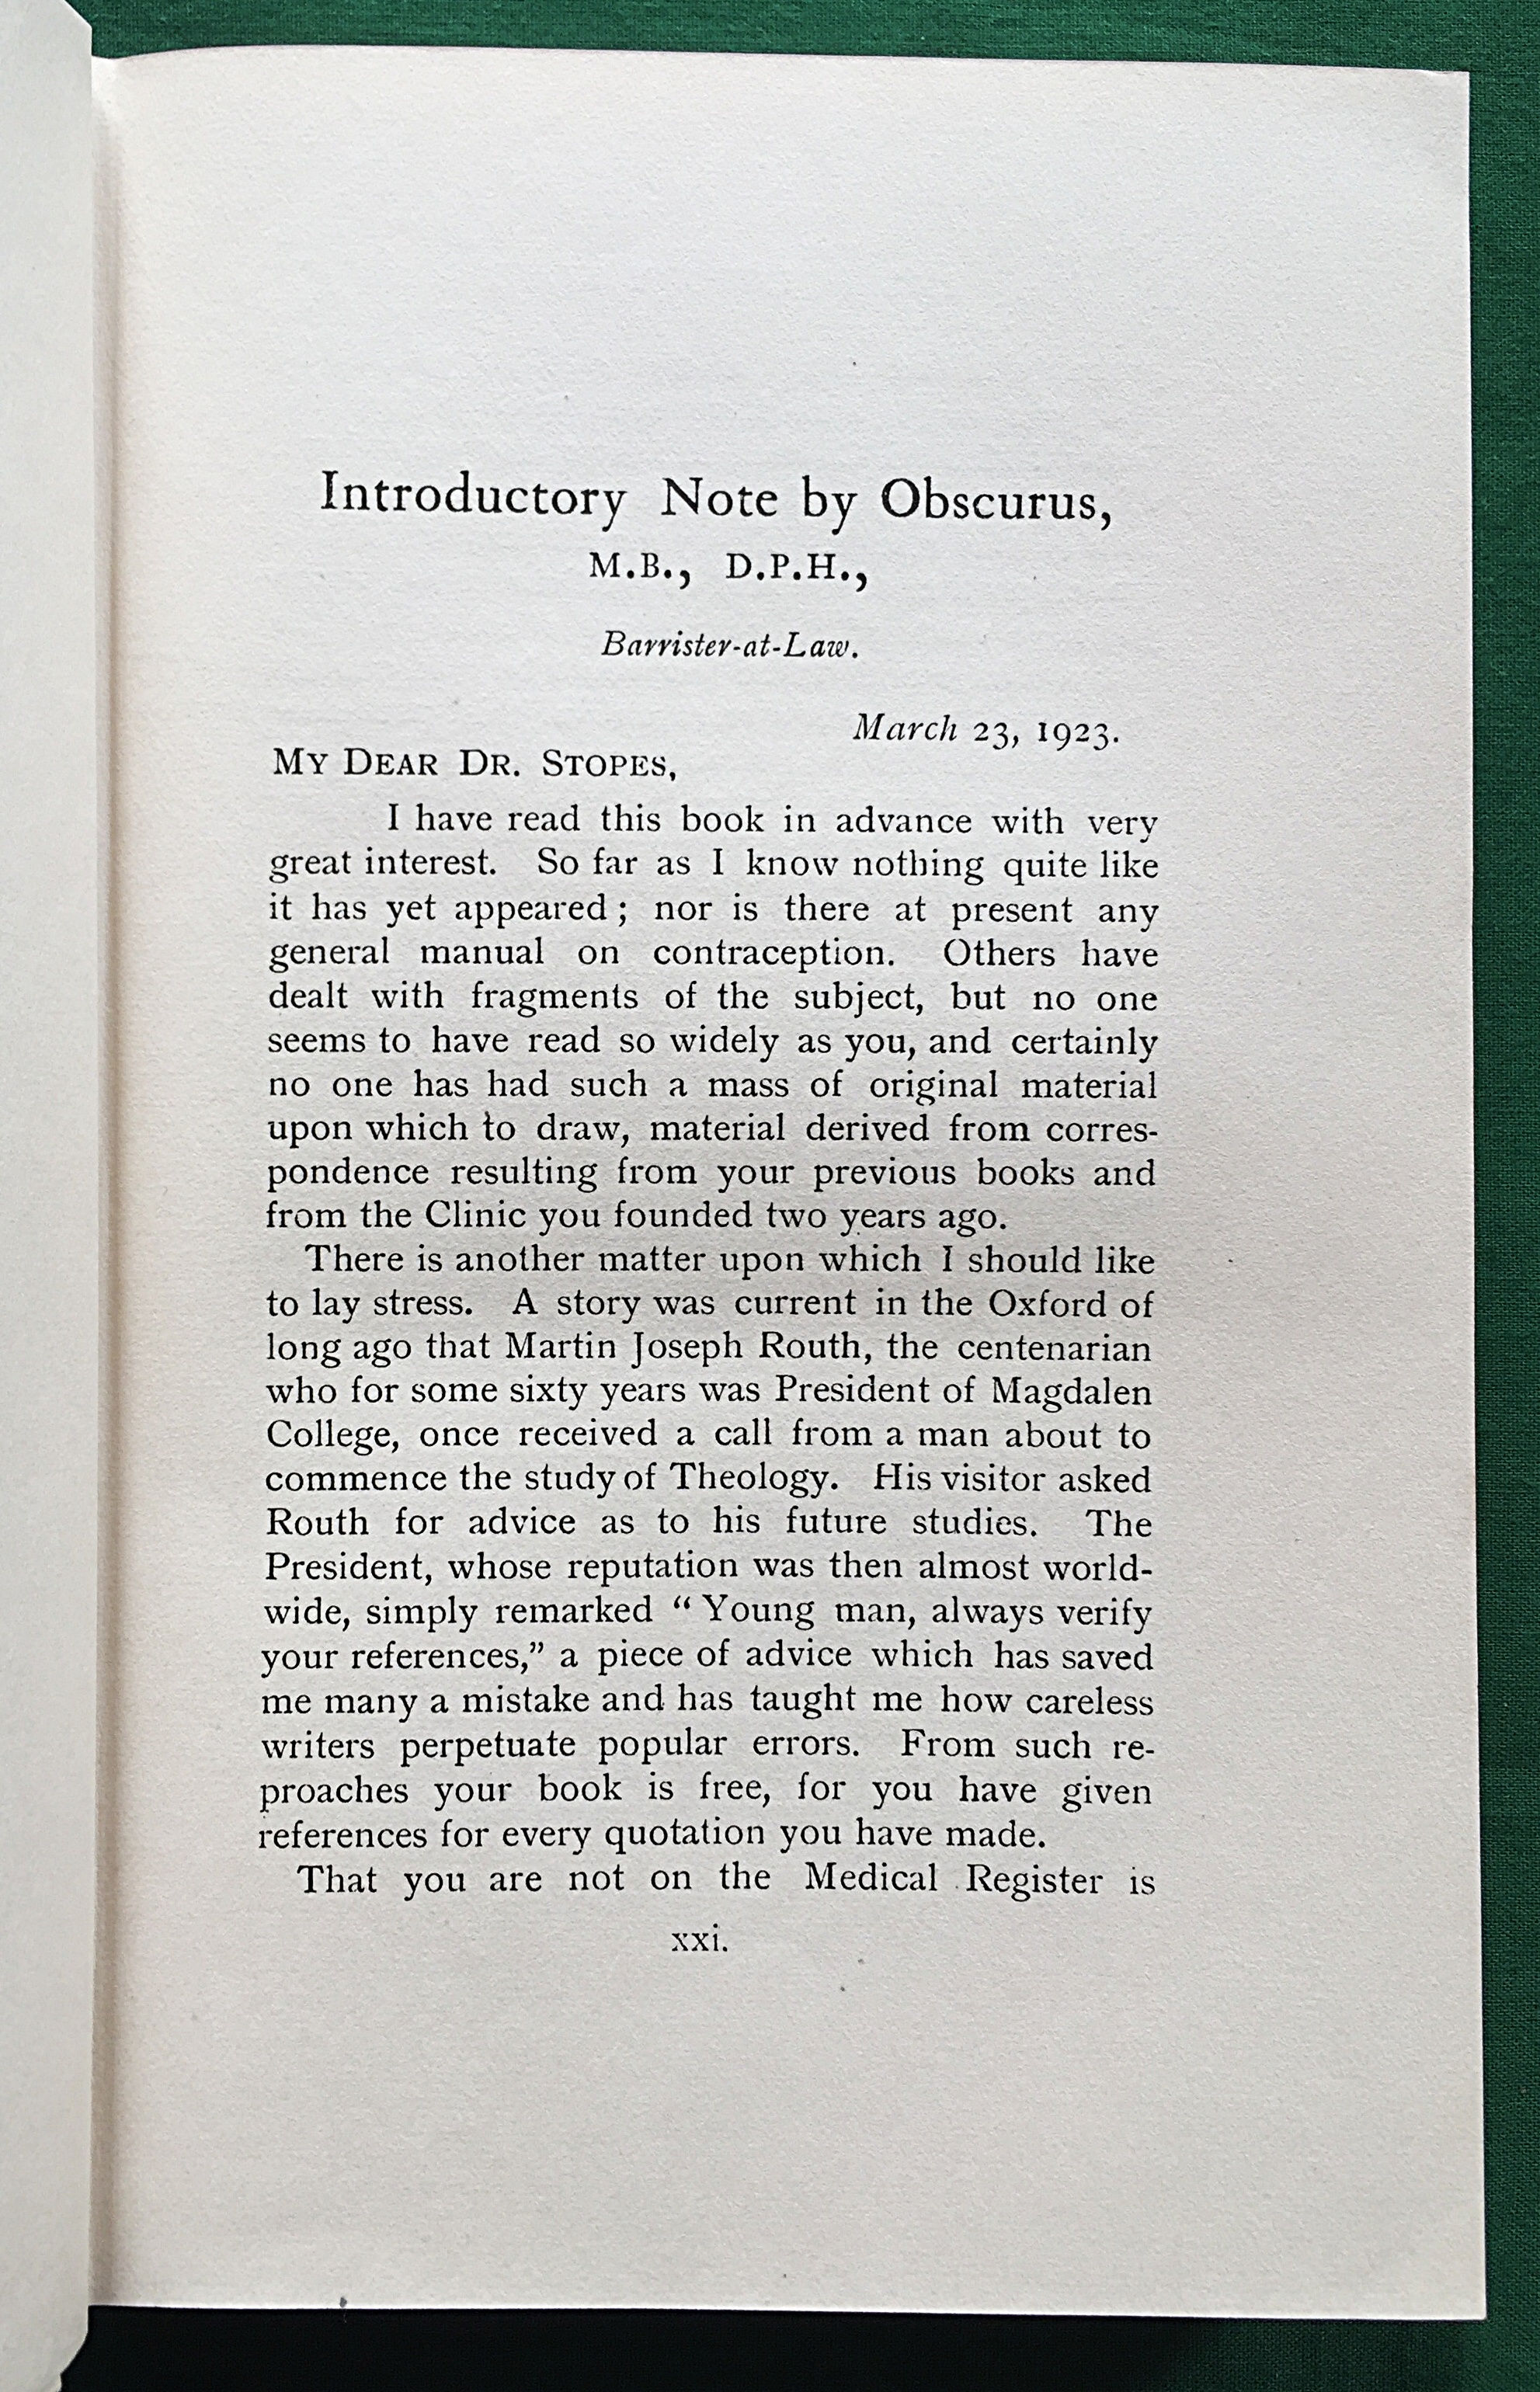 Introductory Note by Obscurus,
M.B., D.P.H.,
Barrister-at-Law.
March 23, 1923.
My Dear Dr. Stopes,
I have read this book in advance with very
great interest. So far as I know nothing quite like
it has yet appeared; nor is there at present any
general manual on contraception. Others have
dealt with fragments of the subject, but no one
seems to have read so widely as you, and certainly
no one has had such a mass of original material
upon which to draw, material derived from corres-
pondence resulting from your previous books and
from the Clinic you founded two years ago.
There is another matter upon which I should like
to lay stress. A story was current in the Oxford of
long ago that Martin Joseph Routh, the centenarian
who for some sixty years was President of Magdalen
College, once received a call from a man about to
commence the study of Theology. His visitor asked
Routh for advice as to his future studies. The
President, whose reputation was then almost world-
wide, simply remarked “Young man, always verify
your references,” a piece of advice which has saved
me many a mistake and has taught me how careless
writers perpetuate popular errors. From such re-
proaches your book is free, for you have given
references for every quotation you have made.
That you are not on the Medical Register is
xxi.